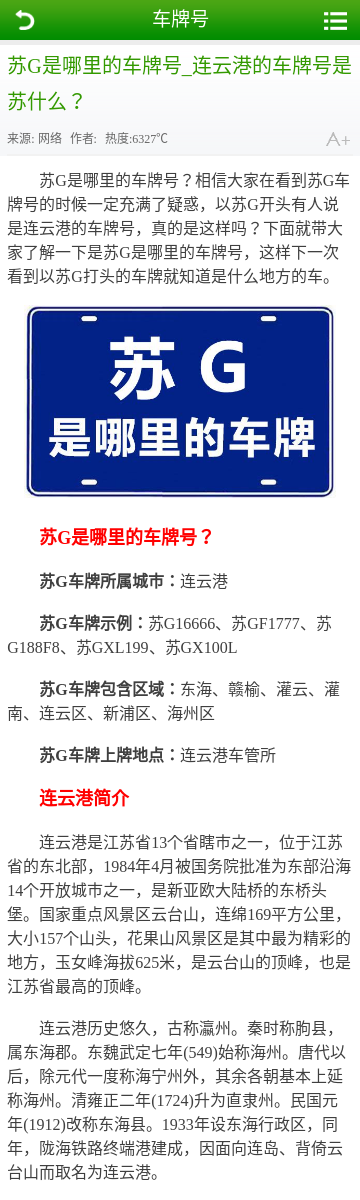 车牌号
苏G是哪里的车牌号_连云港的车牌号是
苏什么？
来源: 网络 作者: 热度:6327℃
A+
苏G是哪里的车牌号？相信大家在看到苏G车
牌号的时候一定充满了疑惑，以苏G开头有人说
是连云港的车牌号，真的是这样吗？下面就带大
家了解一下是苏G是哪里的车牌号，这样下一次
看到以苏G打头的车牌就知道是什么地方的车。
苏 G
是哪里的车牌
苏G是哪里的车牌号？
苏G车牌所属城市：连云港
苏G车牌示例：苏G16666、苏GF1777、苏
G188F8、苏GXL199、苏GX100L
苏G车牌包含区域：东海、赣榆、灌云、灌
南、连云区、新浦区、海州区
苏G车牌上牌地点：连云港车管所
连云港简介
连云港是江苏省13个省瞎市之一，位于江苏
省的东北部，1984年4月被国务院批准为东部沿海
14个开放城市之一，是新亚欧大陆桥的东桥头
堡。国家重点风景区云台山，连绵169平方公里，
大小157个山头，花果山风景区是其中最为精彩的
地方，玉女峰海拔625米，是云台山的顶峰，也是
江苏省最高的顶峰。
连云港历史悠久，古称瀛州。秦时称朐县，
属东海郡。东魏武定七年(549)始称海州。唐代以
后，除元代一度称海宁州外，其余各朝基本上延
称海州。清雍正二年(1724)升为直隶州。民国元
年(1912)改称东海县。1933年设东海行政区，同
年，陇海铁路终端港建成，因面向连岛、背倚云
台山而取名为连云港。